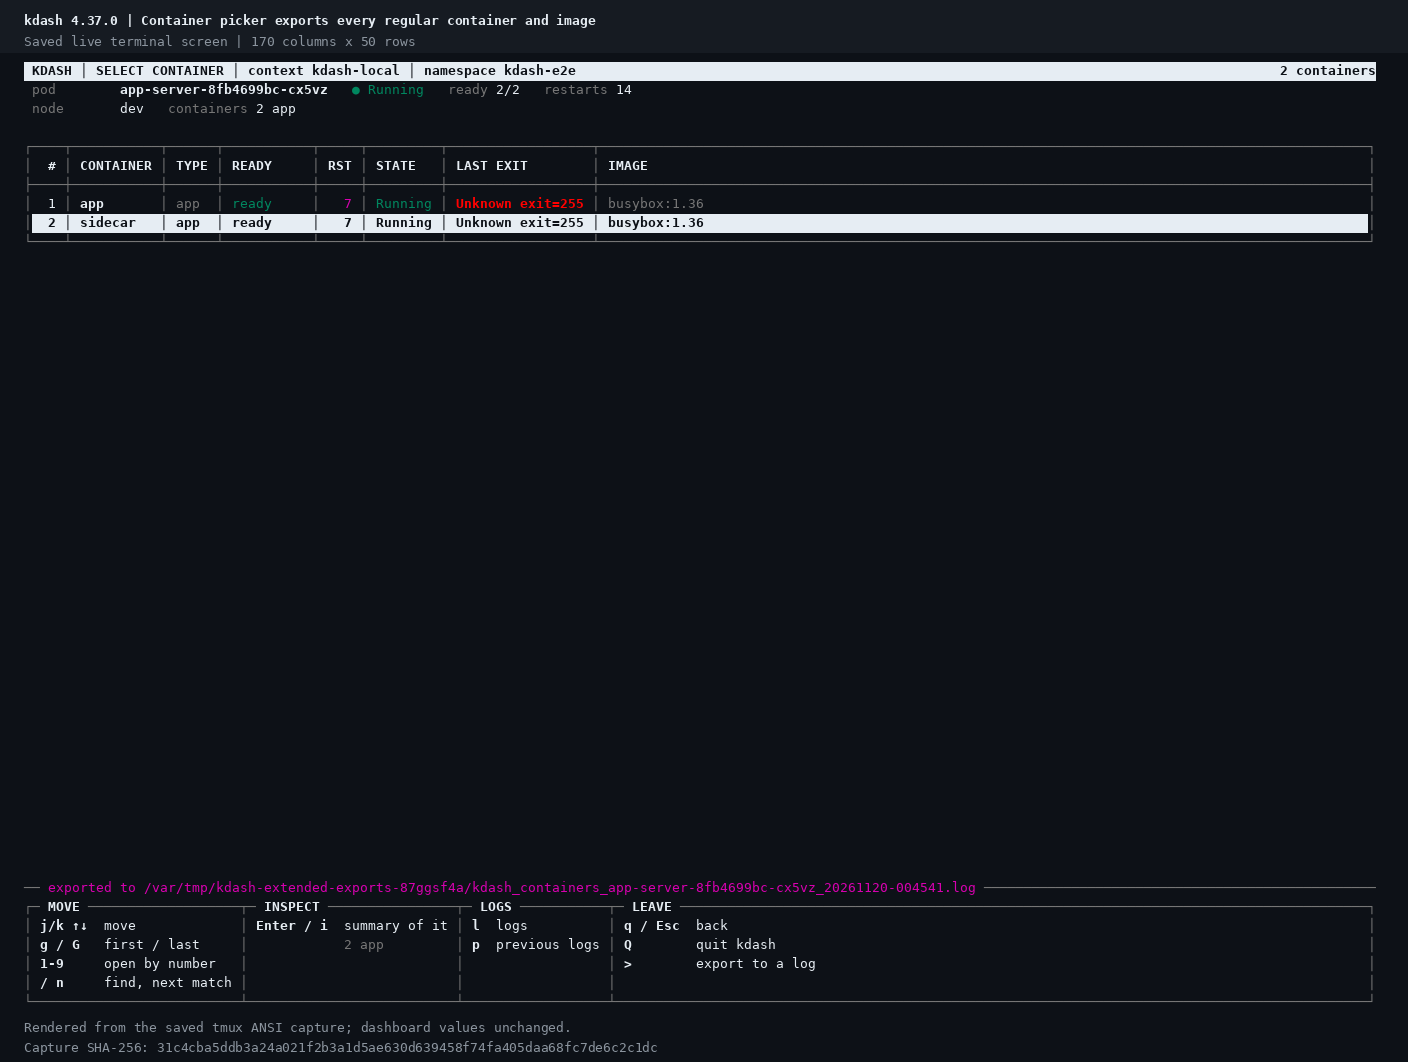 kdash 4.37.0 | Container picker exports every regular container and image
Saved live terminal screen | 170 columns x 50 rows
KDASH │ SELECT CONTAINER │ context kdash-local │ namespace kdash-e2e 2 containers
pod app-server-8fb4699bc-cx5vz ● Running ready 2/2 restarts 14
node dev containers 2 app
# │ CONTAINER │ TYPE │ READY │ RST │ STATE │ LAST EXIT │ IMAGE
1 │ app │ app │ ready │ 7 │ Running │ Unknown exit=255 │ busybox:1.36
2 │ sidecar │ app │ ready │ 7 │ Running │ Unknown exit=255 │ busybox:1.36
exported to /var/tmp/kdash-extended-exports-87ggsf4a/kdash_containers_app-server-8fb4699bc-cx5vz_20261120-004541.log
MOVE INSPECT LOGS LEAVE
j/k ↑↓ move │ Enter / i summary of it │ l logs │ q / Esc back
g / G first / last │ 2 app │ p previous logs │ Q quit kdash
1-9 open by number │ │ │ > export to a log
/ n find, next match
Rendered from the saved tmux ANSI capture; dashboard values unchanged.
Capture SHA-256: 31c4cba5ddb3a24a021f2b3a1d5ae630d639458f74fa405daa68fc7de6c2c1dc